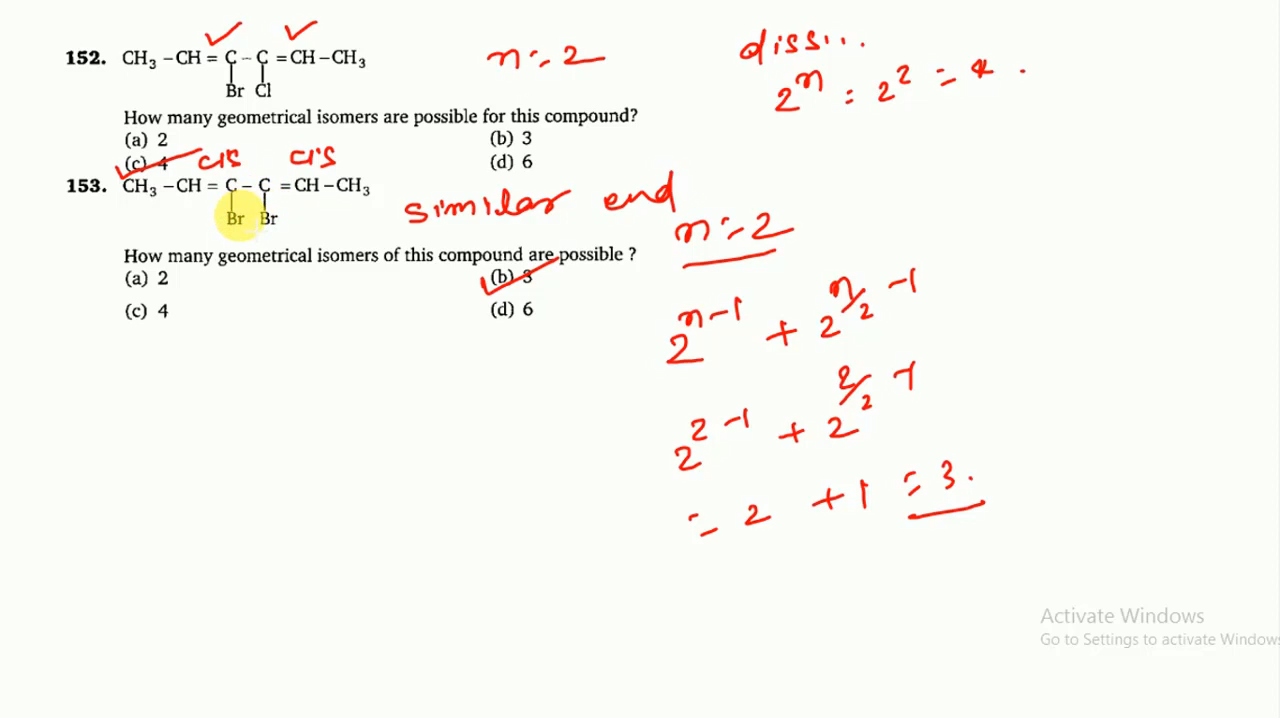 152. CH3 – CH = C – C = CH – CH3
Br Cl
n = 2
diss...
2^n = 2^2 = 4.
How many geometrical isomers are possible for this compound?
(a) 2 (b) 3
(c) 4 (d) 6
cis cis
153. CH3 – CH = C – C = CH – CH3
Br Br
similar end
n = 2
How many geometrical isomers of this compound are possible ?
(a) 2 (b) 3
(c) 4 (d) 6
2^n-1 + 2^n/2 -1
2^2-1 + 2^2/2 -1
= 2 + 1 = 3.
Activate Windows
Go to Settings to activate Windows